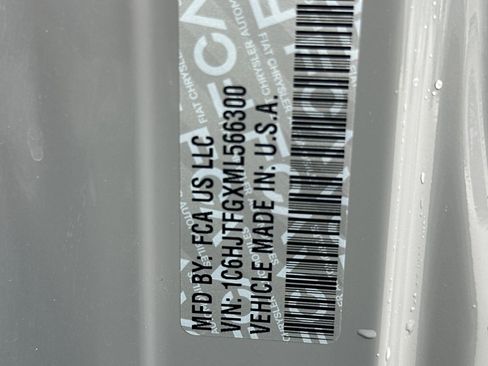 MFD BY: FCA US LLC
VIN: 1C6HJTFGXML566300
VEHICLE MADE IN: U.S.A.